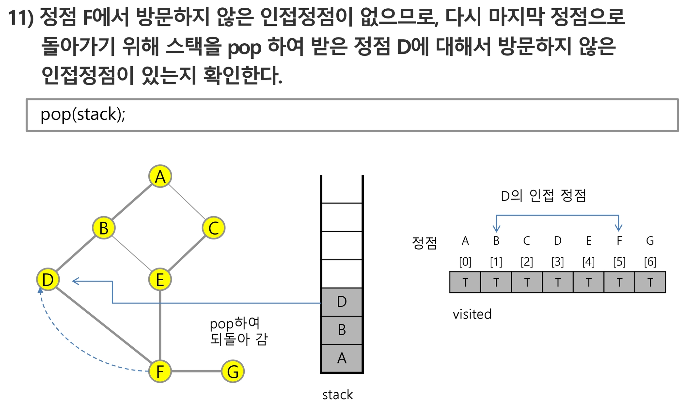 11) 정점 F에서 방문하지 않은 인접정점이 없으므로, 다시 마지막 정점으로
돌아가기 위해 스택을 pop 하여 받은 정점 D에 대해서 방문하지 않은
인접정점이 있는지 확인한다.
pop(stack);
A
B
C
D
E
F
G
pop하여
되돌아 감
D
B
A
stack
D의 인접 정점
정점 A B C D E F G
[0] [1] [2] [3] [4] [5] [6]
T T T T T T T
visited